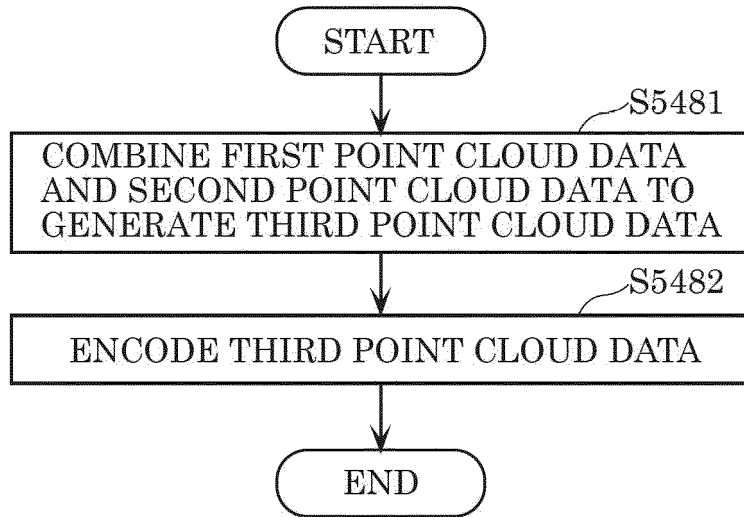 START
S5481
COMBINE FIRST POINT CLOUD DATA
AND SECOND POINT CLOUD DATA TO
GENERATE THIRD POINT CLOUD DATA
S5482
ENCODE THIRD POINT CLOUD DATA
END